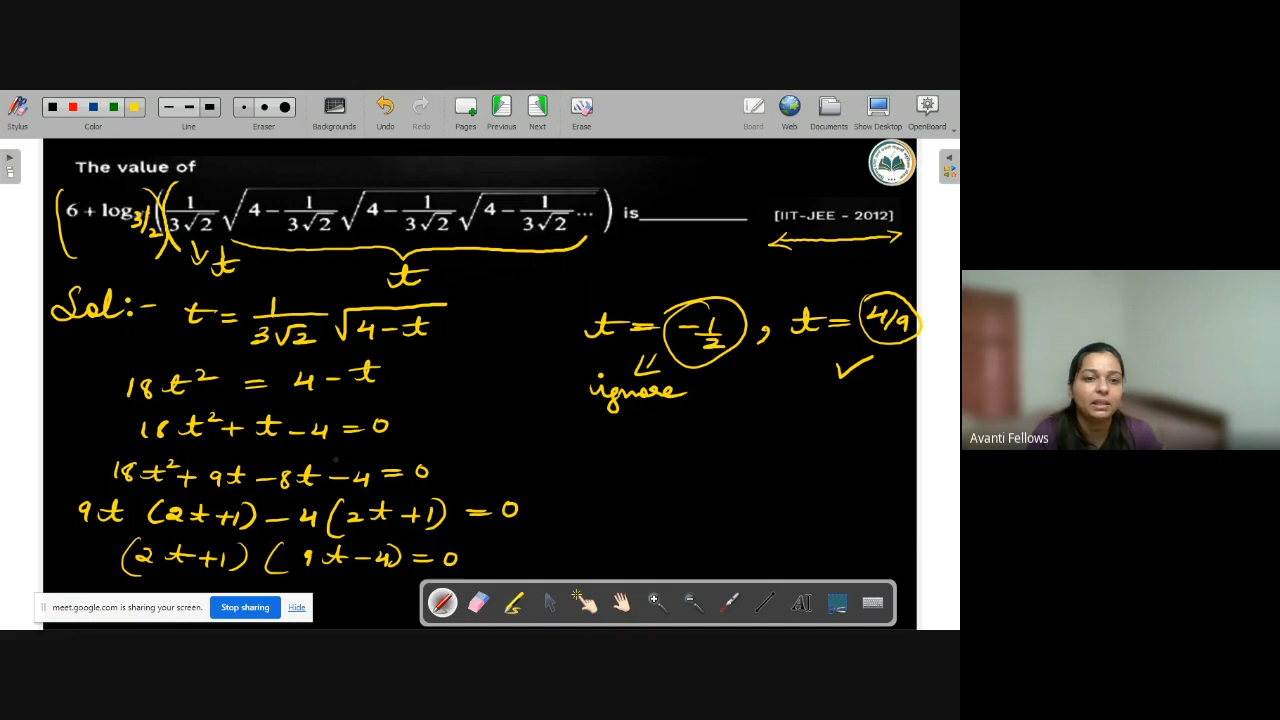 Color Line Eraser Backgrounds Undo Redo Pages Previous Next Erase Board Web Documents Show Desktop OpenBoard
Stylus
The value of
(6 + log_{3/2} ( 1/3√2 √4 − 1/3√2 √4 − 1/3√2 √4 − 1/3√2 ... ) is________ [IIT-JEE - 2012]
t
t
Sol:- t = 1/3√2 √4-t
18t² = 4-t
18t² + t - 4 = 0
18t² + 9t - 8t - 4 = 0
9t (2t+1) - 4 (2t+1) = 0
(2t+1) (9t-4) = 0
t = -1/2 , t = 4/9
ignore
meet.google.com is sharing your screen. Stop sharing Hide
Avanti Fellows